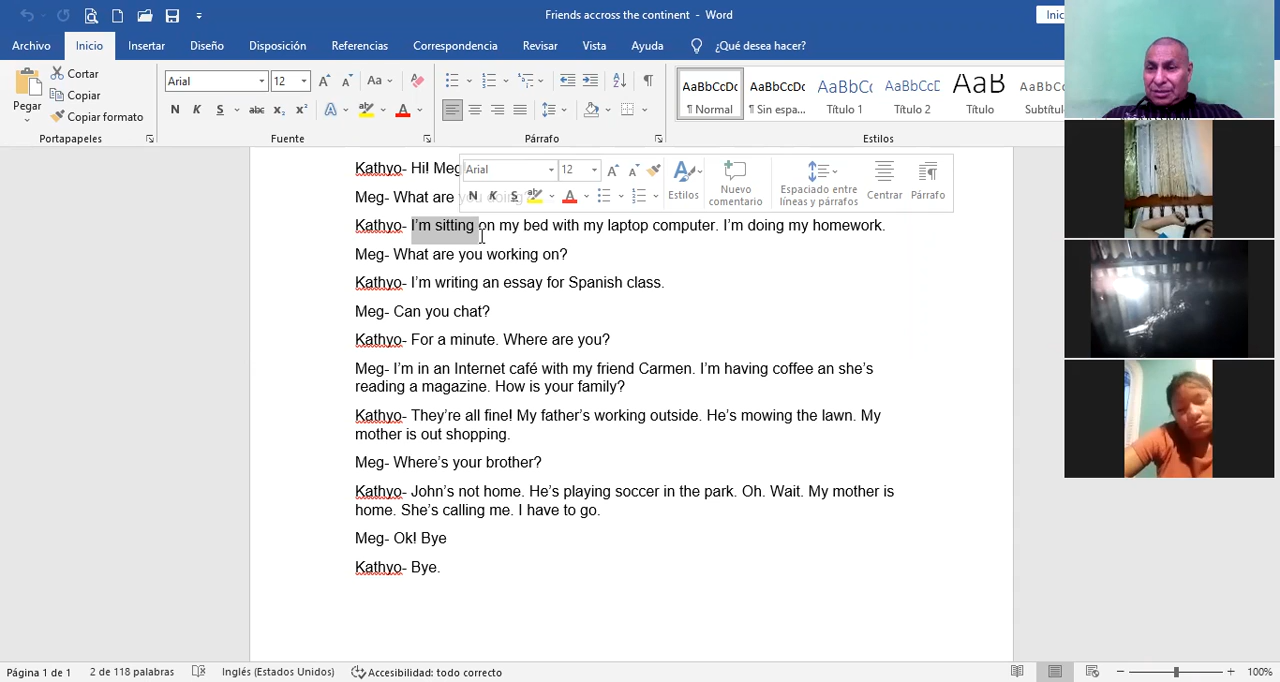 Friends accross the continent - Word
Inic
Archivo Inicio Insertar Diseño Disposición Referencias Correspondencia Revisar Vista Ayuda ¿Qué desea hacer?
Pegar
Cortar
Copiar
Copiar formato
Portapapeles
Arial 12
Aa
N K S abc x₂ x² A A
Fuente
Párrafo
AaBbCcDc AaBbCcDc AaBbCc AaBbCcC AaB AaBbCc
¶ Normal ¶ Sin espa... Título 1 Título 2 Título Subtítul
Estilos
Arial 12
N K S
Estilos
Nuevo comentario
Espaciado entre líneas y párrafos
Centrar
Párrafo
Kathyo- Hi! Meg
Meg- What are you doing?
Kathyo- I'm sitting on my bed with my laptop computer. I'm doing my homework.
Meg- What are you working on?
Kathyo- I'm writing an essay for Spanish class.
Meg- Can you chat?
Kathyo- For a minute. Where are you?
Meg- I'm in an Internet café with my friend Carmen. I'm having coffee an she's
reading a magazine. How is your family?
Kathyo- They're all fine! My father's working outside. He's mowing the lawn. My
mother is out shopping.
Meg- Where's your brother?
Kathyo- John's not home. He's playing soccer in the park. Oh. Wait. My mother is
home. She's calling me. I have to go.
Meg- Ok! Bye
Kathyo- Bye.
Página 1 de 1 2 de 118 palabras Inglés (Estados Unidos) Accesibilidad: todo correcto 100%